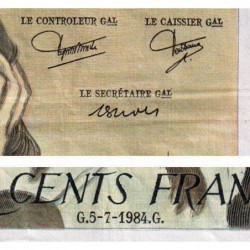 LE CONTROLEUR GAL LE CAISSIER GAL
LE SECRÉTAIRE GAL
CENTS FRAN
G.5-7-1984.G.